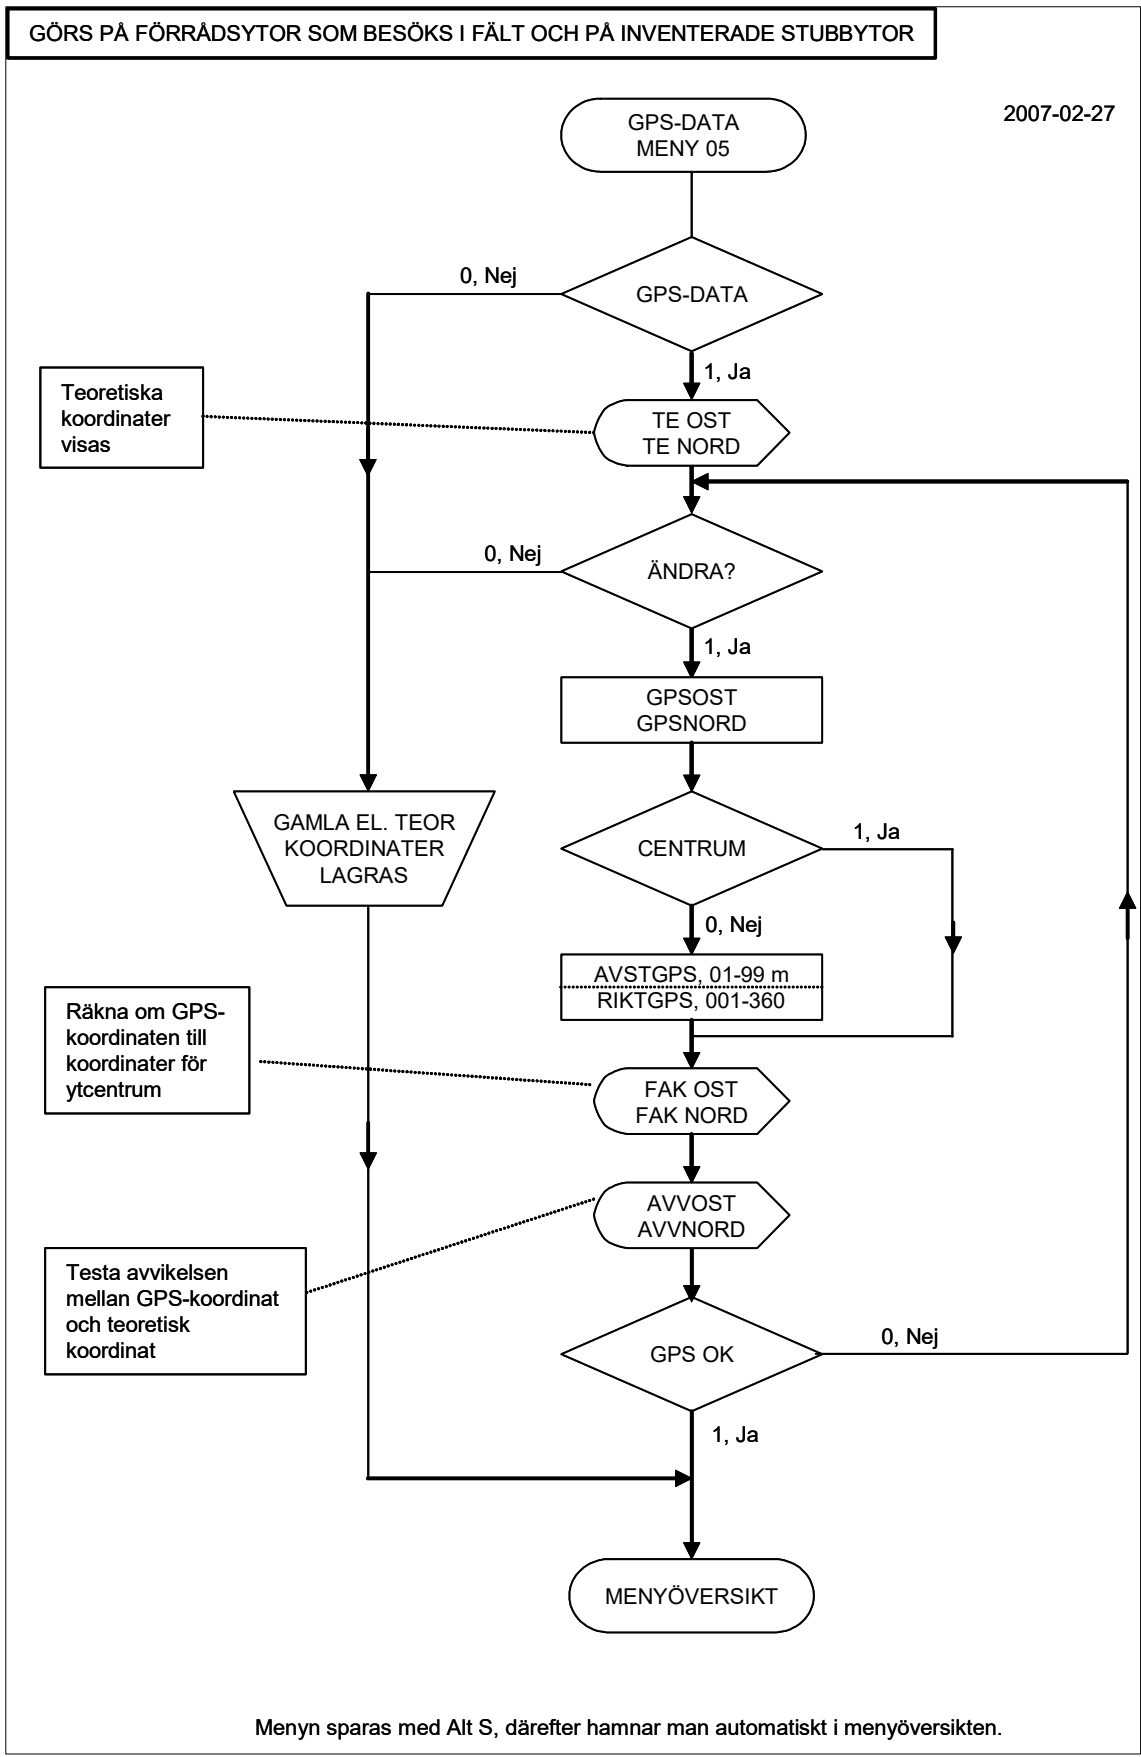 GÖRS PÅ FÖRRÅDSYTOR SOM BESÖKS I FÄLT OCH PÅ INVENTERADE STUBBYTOR
2007-02-27
GPS-DATA
MENY 05
0, Nej
GPS-DATA
1, Ja
Teoretiska
koordinater
visas
TE OST
TE NORD
0, Nej
ÄNDRA?
1, Ja
GPSOST
GPSNORD
GAMLA EL. TEOR
KOORDINATER
LAGRAS
CENTRUM
1, Ja
0, Nej
AVSTGPS, 01-99 m
RIKTGPS, 001-360
Räkna om GPS-
koordinaten till
koordinater för
ytcentrum
FAK OST
FAK NORD
AVVOST
AVVNORD
Testa avvikelsen
mellan GPS-koordinat
och teoretisk
koordinat
GPS OK
0, Nej
1, Ja
MENYÖVERSIKT
Menyn sparas med Alt S, därefter hamnar man automatiskt i menyöversikten.